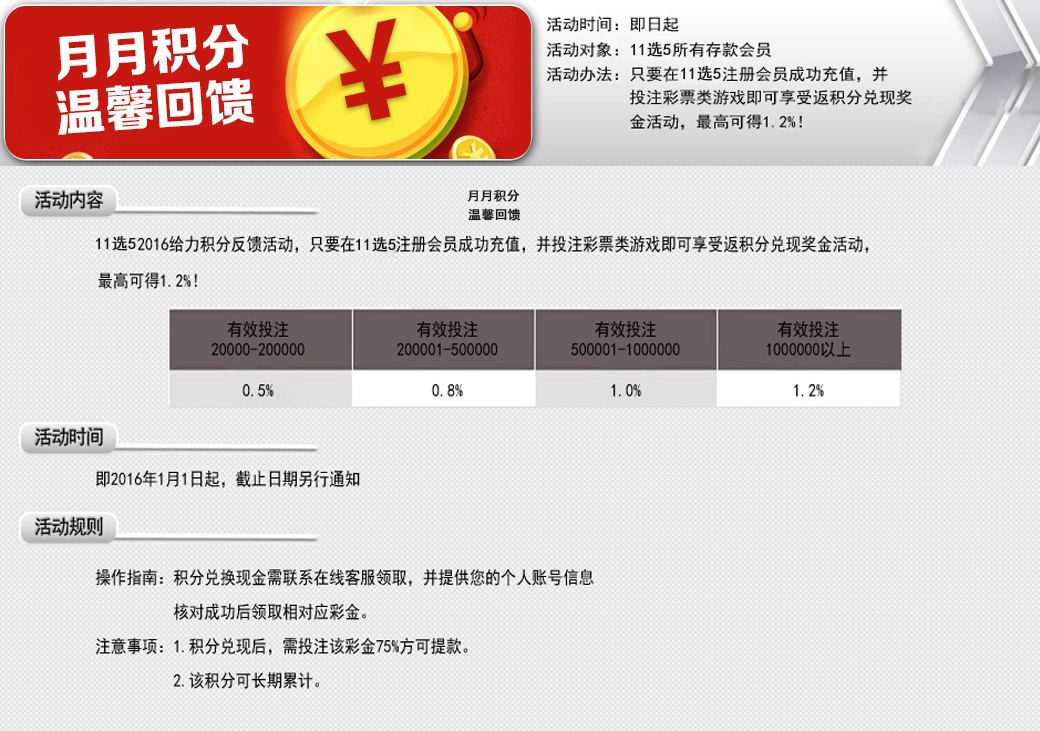 月月积分
温馨回馈
¥
活动时间：即日起
活动对象：11选5所有存款会员
活动办法：只要在11选5注册会员成功充值，并
投注彩票类游戏即可享受返积分兑现奖
金活动，最高可得1.2%！
活动内容
月月积分
温馨回馈
11选52016给力积分反馈活动，只要在11选5注册会员成功充值，并投注彩票类游戏即可享受返积分兑现奖金活动，
最高可得1.2%！
有效投注 有效投注 有效投注 有效投注
20000-200000 200001-500000 500001-1000000 1000000以上
0.5% 0.8% 1.0% 1.2%
活动时间
即2016年1月1日起，截止日期另行通知
活动规则
操作指南：积分兑换现金需联系在线客服领取，并提供您的个人账号信息
核对成功后领取相对应彩金。
注意事项：1.积分兑现后，需投注该彩金75%方可提款。
2.该积分可长期累计。